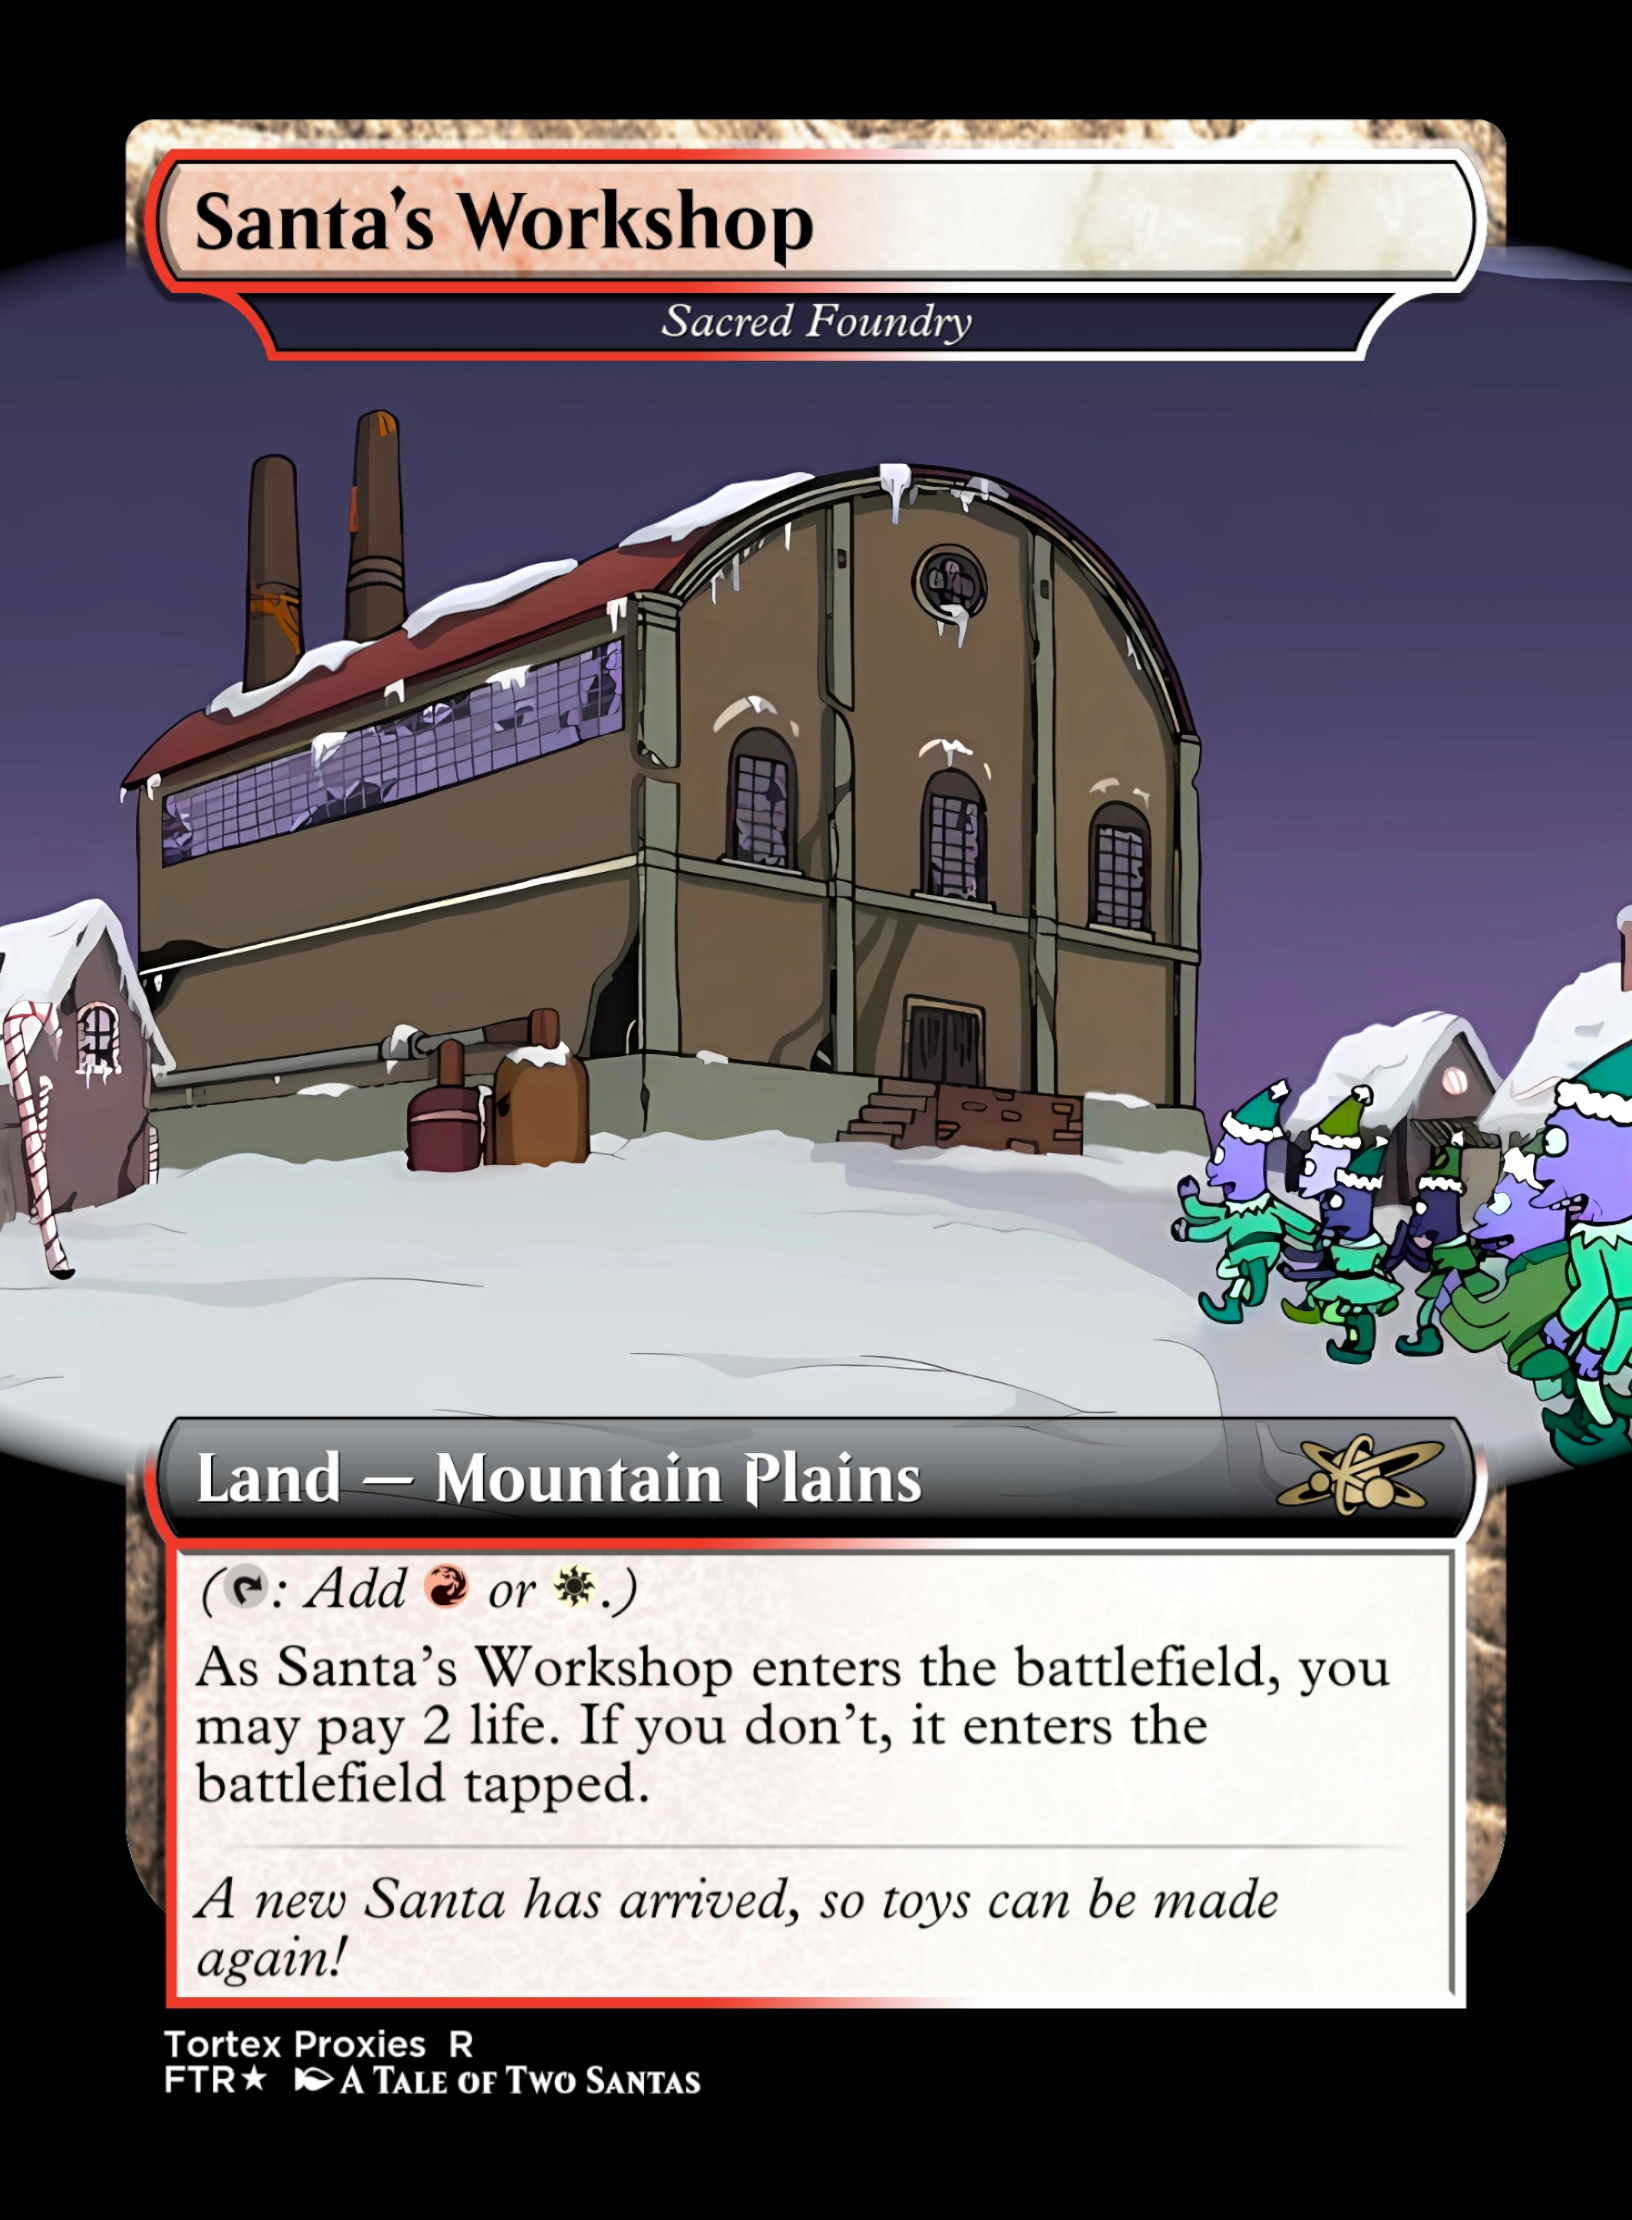 Santa's Workshop
Sacred Foundry
Land — Mountain Plains
(: Add or .)
As Santa's Workshop enters the battlefield, you
may pay 2 life. If you don't, it enters the
battlefield tapped.
A new Santa has arrived, so toys can be made
again!
Tortex Proxies R
FTR★ A Tale of Two Santas